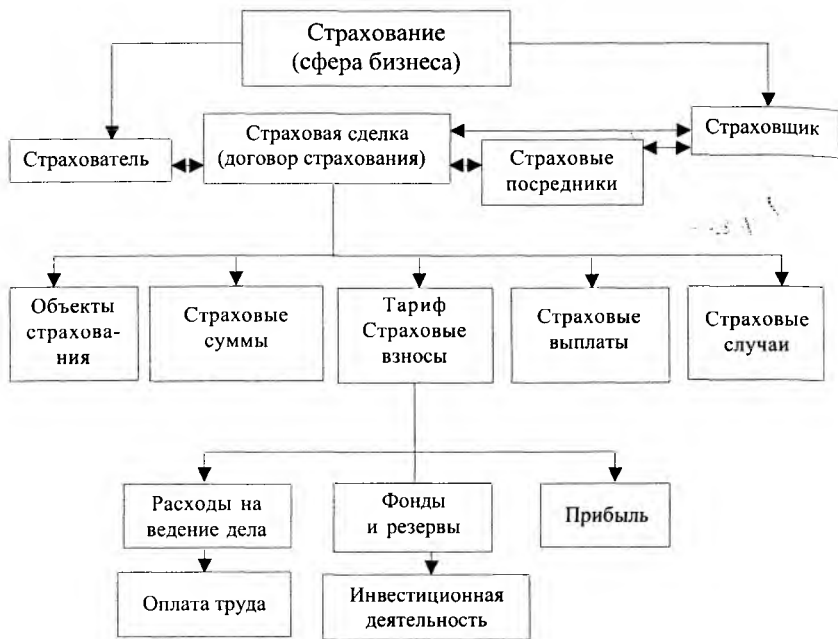 Страхование
(сфера бизнеса)
Страхователь
Страховая сделка
(договор страхования)
Страховые
посредники
Страховщик
Объекты
страхова-
ния
Страховые
суммы
Тариф
Страховые
взносы
Страховые
выплаты
Страховые
случаи
Расходы на
ведение дела
Фонды
и резервы
Прибыль
Оплата труда
Инвестиционная
деятельность